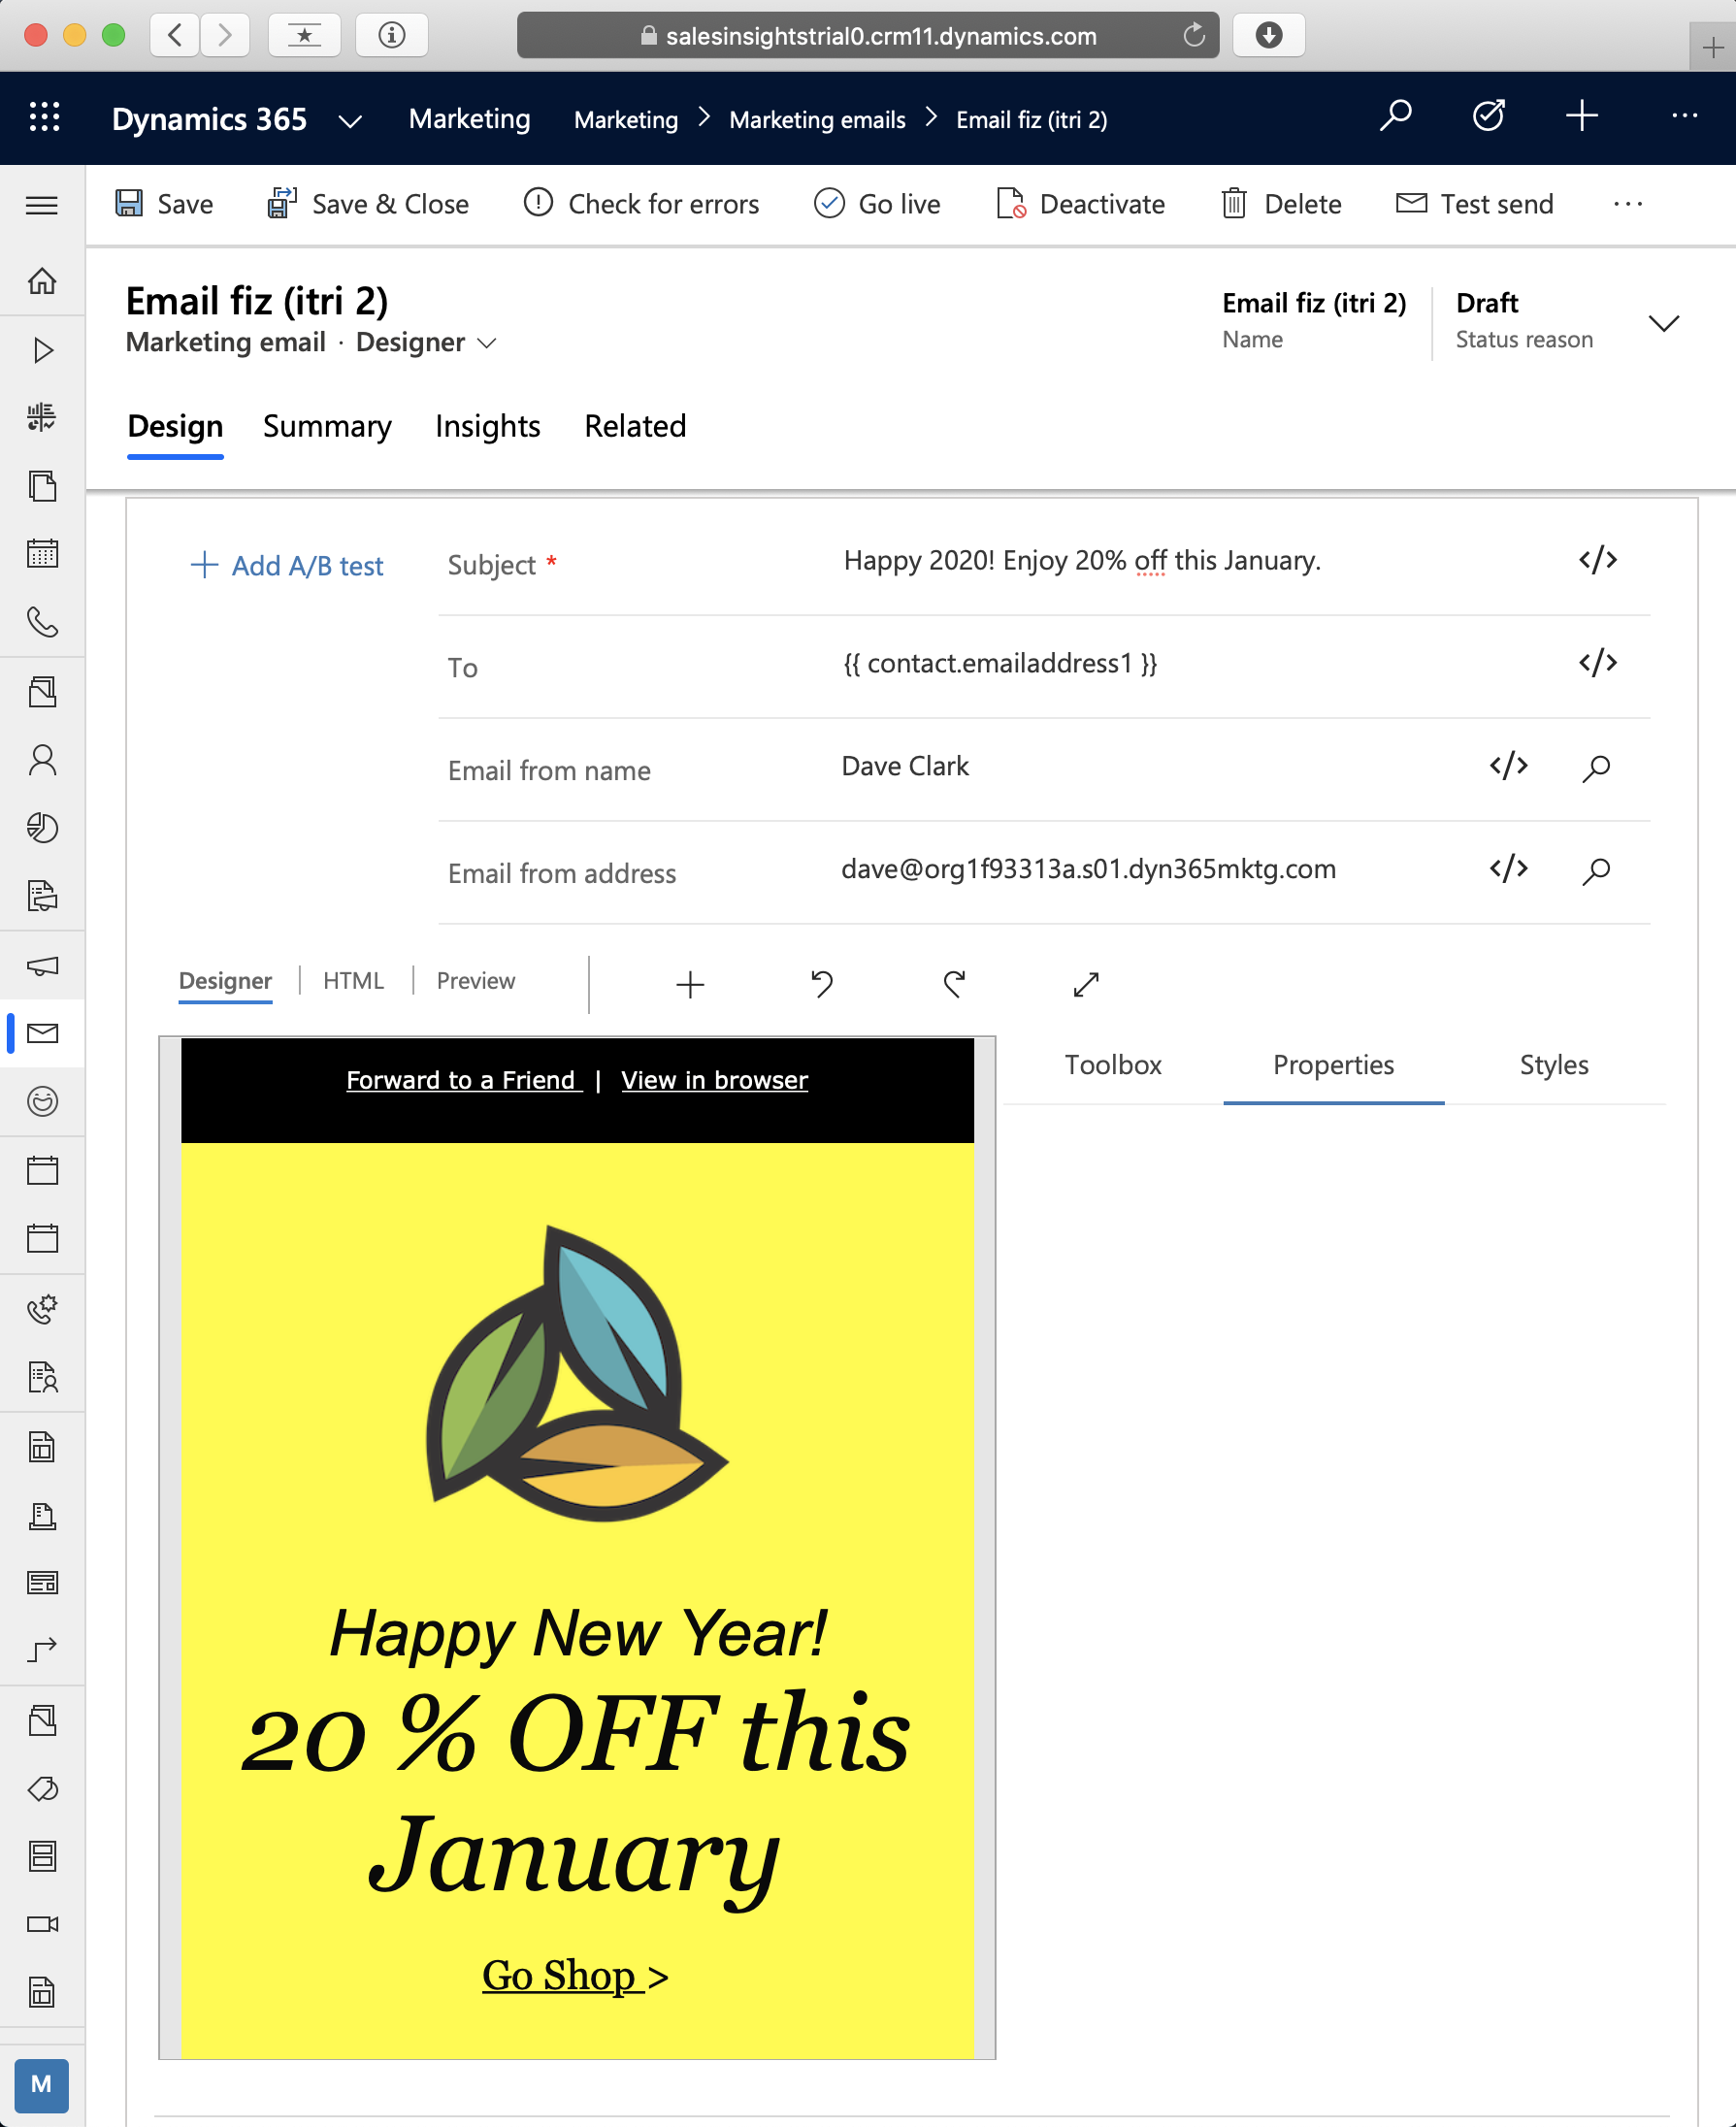 salesinsightstrial0.crm11.dynamics.com
Dynamics 365 Marketing Marketing > Marketing emails > Email fiz (itri 2)
Save Save & Close Check for errors Go live Deactivate Delete Test send
Email fiz (itri 2)
Marketing email · Designer
Email fiz (itri 2)
Name
Draft
Status reason
Design Summary Insights Related
Add A/B test
Subject * Happy 2020! Enjoy 20% off this January. </>
To {{ contact.emailaddress1 }} </>
Email from name Dave Clark </>
Email from address dave@org1f93313a.s01.dyn365mktg.com </>
Designer | HTML | Preview
Toolbox Properties Styles
Forward to a Friend | View in browser
Happy New Year!
20 % OFF this
January
Go Shop >
M